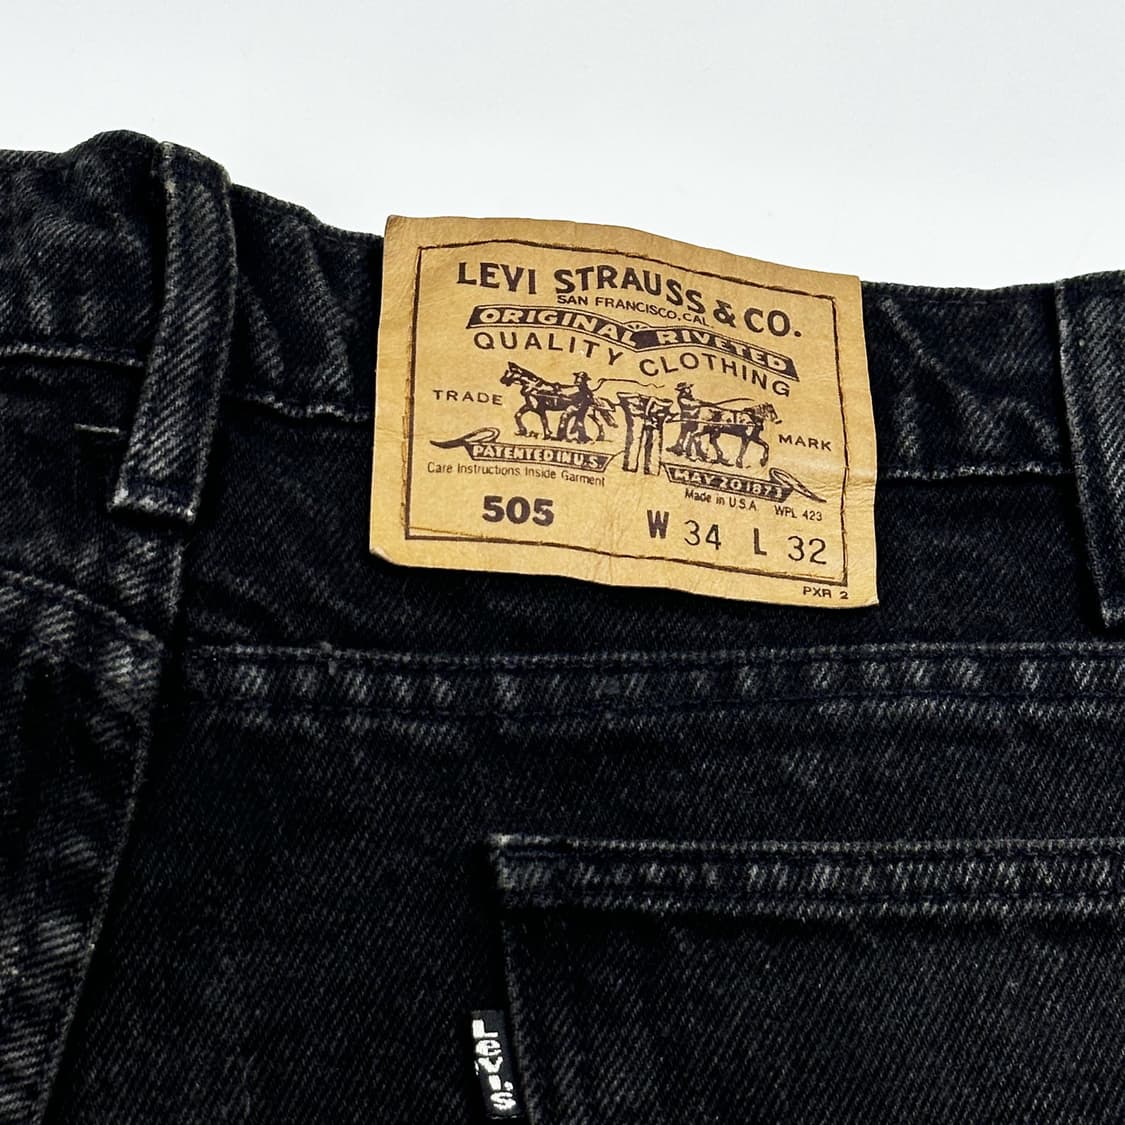 LEVI STRAUSS & CO.
SAN FRANCISCO, CAL.
ORIGINAL RIVETED
QUALITY CLOTHING
TRADE MARK
PATENTED IN U.S. MAY 20 1873
Care Instructions Inside Garment
Made in U.S.A WPL 423
505 W 34 L 32
PXR 2
LeVI'S